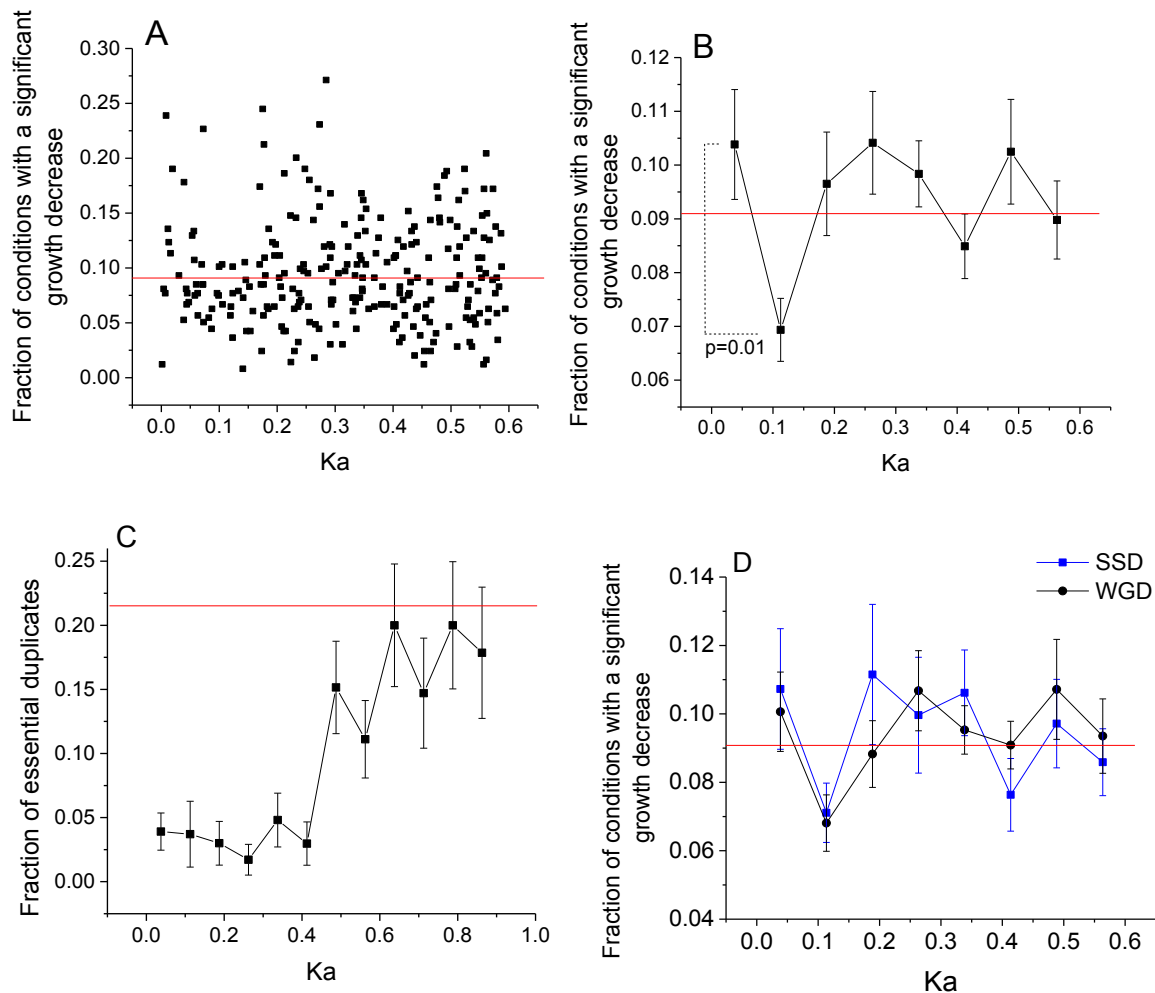 A
Fraction of conditions with a significant
growth decrease
0.30
0.25
0.20
0.15
0.10
0.05
0.00
0.0 0.1 0.2 0.3 0.4 0.5 0.6
Ka
B
Fraction of conditions with a significant
growth decrease
0.12
0.11
0.10
0.09
0.08
0.07
0.06
p=0.01
0.0 0.1 0.2 0.3 0.4 0.5 0.6
Ka
C
Fraction of essential duplicates
0.25
0.20
0.15
0.10
0.05
0.00
0.0 0.2 0.4 0.6 0.8 1.0
Ka
D
SSD
WGD
Fraction of conditions with a significant
growth decrease
0.14
0.12
0.10
0.08
0.06
0.04
0.0 0.1 0.2 0.3 0.4 0.5 0.6
Ka